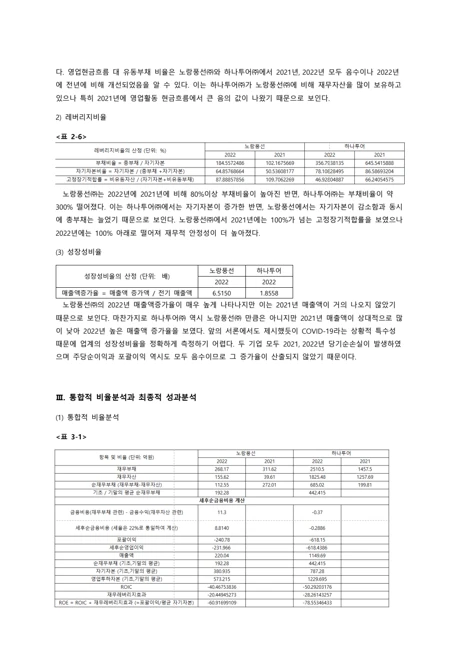 다. 영업현금흐름 대 유동부채 비율은 노랑풍선㈜와 하나투어㈜에서 2021년, 2022년 모두 음수이나 2022년
에 전년에 비해 개선되었음을 알 수 있다. 이는 하나투어㈜가 노랑풍선㈜에 비해 재무자산을 많이 보유하고
있으나 특히 2021년에 영업활동 현금흐름에서 큰 음의 값이 나왔기 때문으로 보인다.
2) 레버리지비율
<표 2-6>
레버리지비율의 산정 (단위: %) 노랑풍선 하나투어
2022 2021 2022 2021
부채비율 = 총부채 / 자기자본 184.5572486 102.1675669 356.7538135 645.5415888
자기자본비율 = 자기자본 / (총부채 +자기자본) 64.85768664 50.53608177 78.10628495 86.58693204
고정장기적합률 = 비유동자산 / (자기자본+비유동부채) 87.88857856 109.7062269 46.92804887 66.24054575
노랑풍선㈜는 2022년에 2021년에 비해 80%이상 부채비율이 높아진 반면, 하나투어㈜는 부채비율이 약
300% 떨어졌다. 이는 하나투어㈜에서는 자기자본이 증가한 반면, 노랑풍선㈜에서는 자기자본이 감소함과 동시
에 총부채는 늘었기 때문으로 보인다. 노랑풍선㈜에서 2021년에는 100%가 넘는 고정장기적합률을 보였으나
2022년에는 100% 아래로 떨어져 재무적 안정성이 더 높아졌다.
(3) 성장성비율
성장성비율의 산정 (단위: 배) 노랑풍선 하나투어
2022 2022
매출액증가율 = 매출액 증가액 / 전기 매출액 6.5150 1.8558
노랑풍선㈜의 2022년 매출액증가율이 매우 높게 나타나지만 이는 2021년 매출액이 거의 나오지 않았기
때문으로 보인다. 마찬가지로 하나투어㈜ 역시 노랑풍선㈜ 만큼은 아니지만 2021년 매출액이 상대적으로 많
이 낮아 2022년 높은 매출액 증가율을 보였다. 앞의 서론에서도 제시했듯이 COVID-19라는 상황적 특수성
때문에 업계의 성장성비율을 정확하게 측정하기 어렵다. 두 기업 모두 2021, 2022년 당기순손실이 발생하였
으며 주당순이익과 포괄이익 역시도 모두 음수이므로 그 증가율이 산출되지 않았기 때문이다.
Ⅲ. 통합적 비율분석과 최종적 성과분석
(1) 통합적 비율분석
<표 3-1>
항목 및 비율 (단위: 억원) 노랑풍선 하나투어
2022 2021 2022 2021
재무부채 268.17 311.62 2510.5 1457.5
재무자산 155.62 39.61 1825.48 1257.69
순재무부채 (재무부채-재무자산) 112.55 272.01 685.02 199.81
기초 / 기말의 평균 순재무부채 192.28 442.415
세후순금융비용 계산
금융비용(재무부채 관련) - 금융수익(재무자산 관련) 11.3 -0.37
세후순금융비용 (세율은 22%로 통일하여 계산) 8.8140 -0.2886
포괄이익 -240.78 -618.15
세후순영업이익 -231.966 -618.4386
매출액 220.04 1149.69
순재무부채 (기초,기말의 평균) 192.28 442.415
자기자본 (기초,기말의 평균) 380.935 787.28
영업투하자본 (기초,기말의 평균) 573.215 1229.695
ROIC -40.46753836 -50.29203176
재무레버리지효과 -20.44945273 -28.26143257
ROE = ROIC + 재무레버리지효과 (=포괄이익/평균 자기자본) -60.91699109 -78.55346433